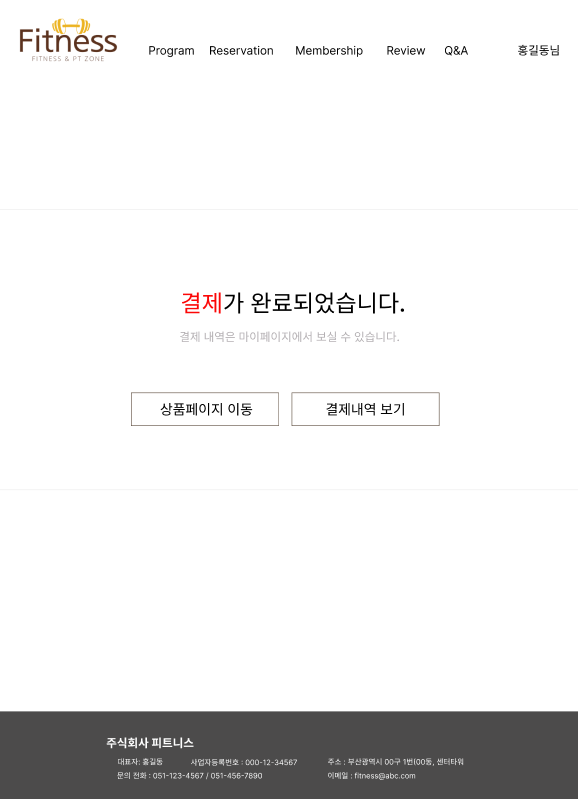 Fitness
FITNESS & PT ZONE
Program Reservation Membership Review Q&A 홍길동님
결제가 완료되었습니다.
결제 내역은 마이페이지에서 보실 수 있습니다.
상품페이지 이동 결제내역 보기
주식회사 피트니스
대표자: 홍길동 사업자등록번호 : 000-12-34567 주소 : 부산광역시 00구 1번(00동, 센터타워
문의 전화 : 051-123-4567 / 051-456-7890 이메일 : fitness@abc.com